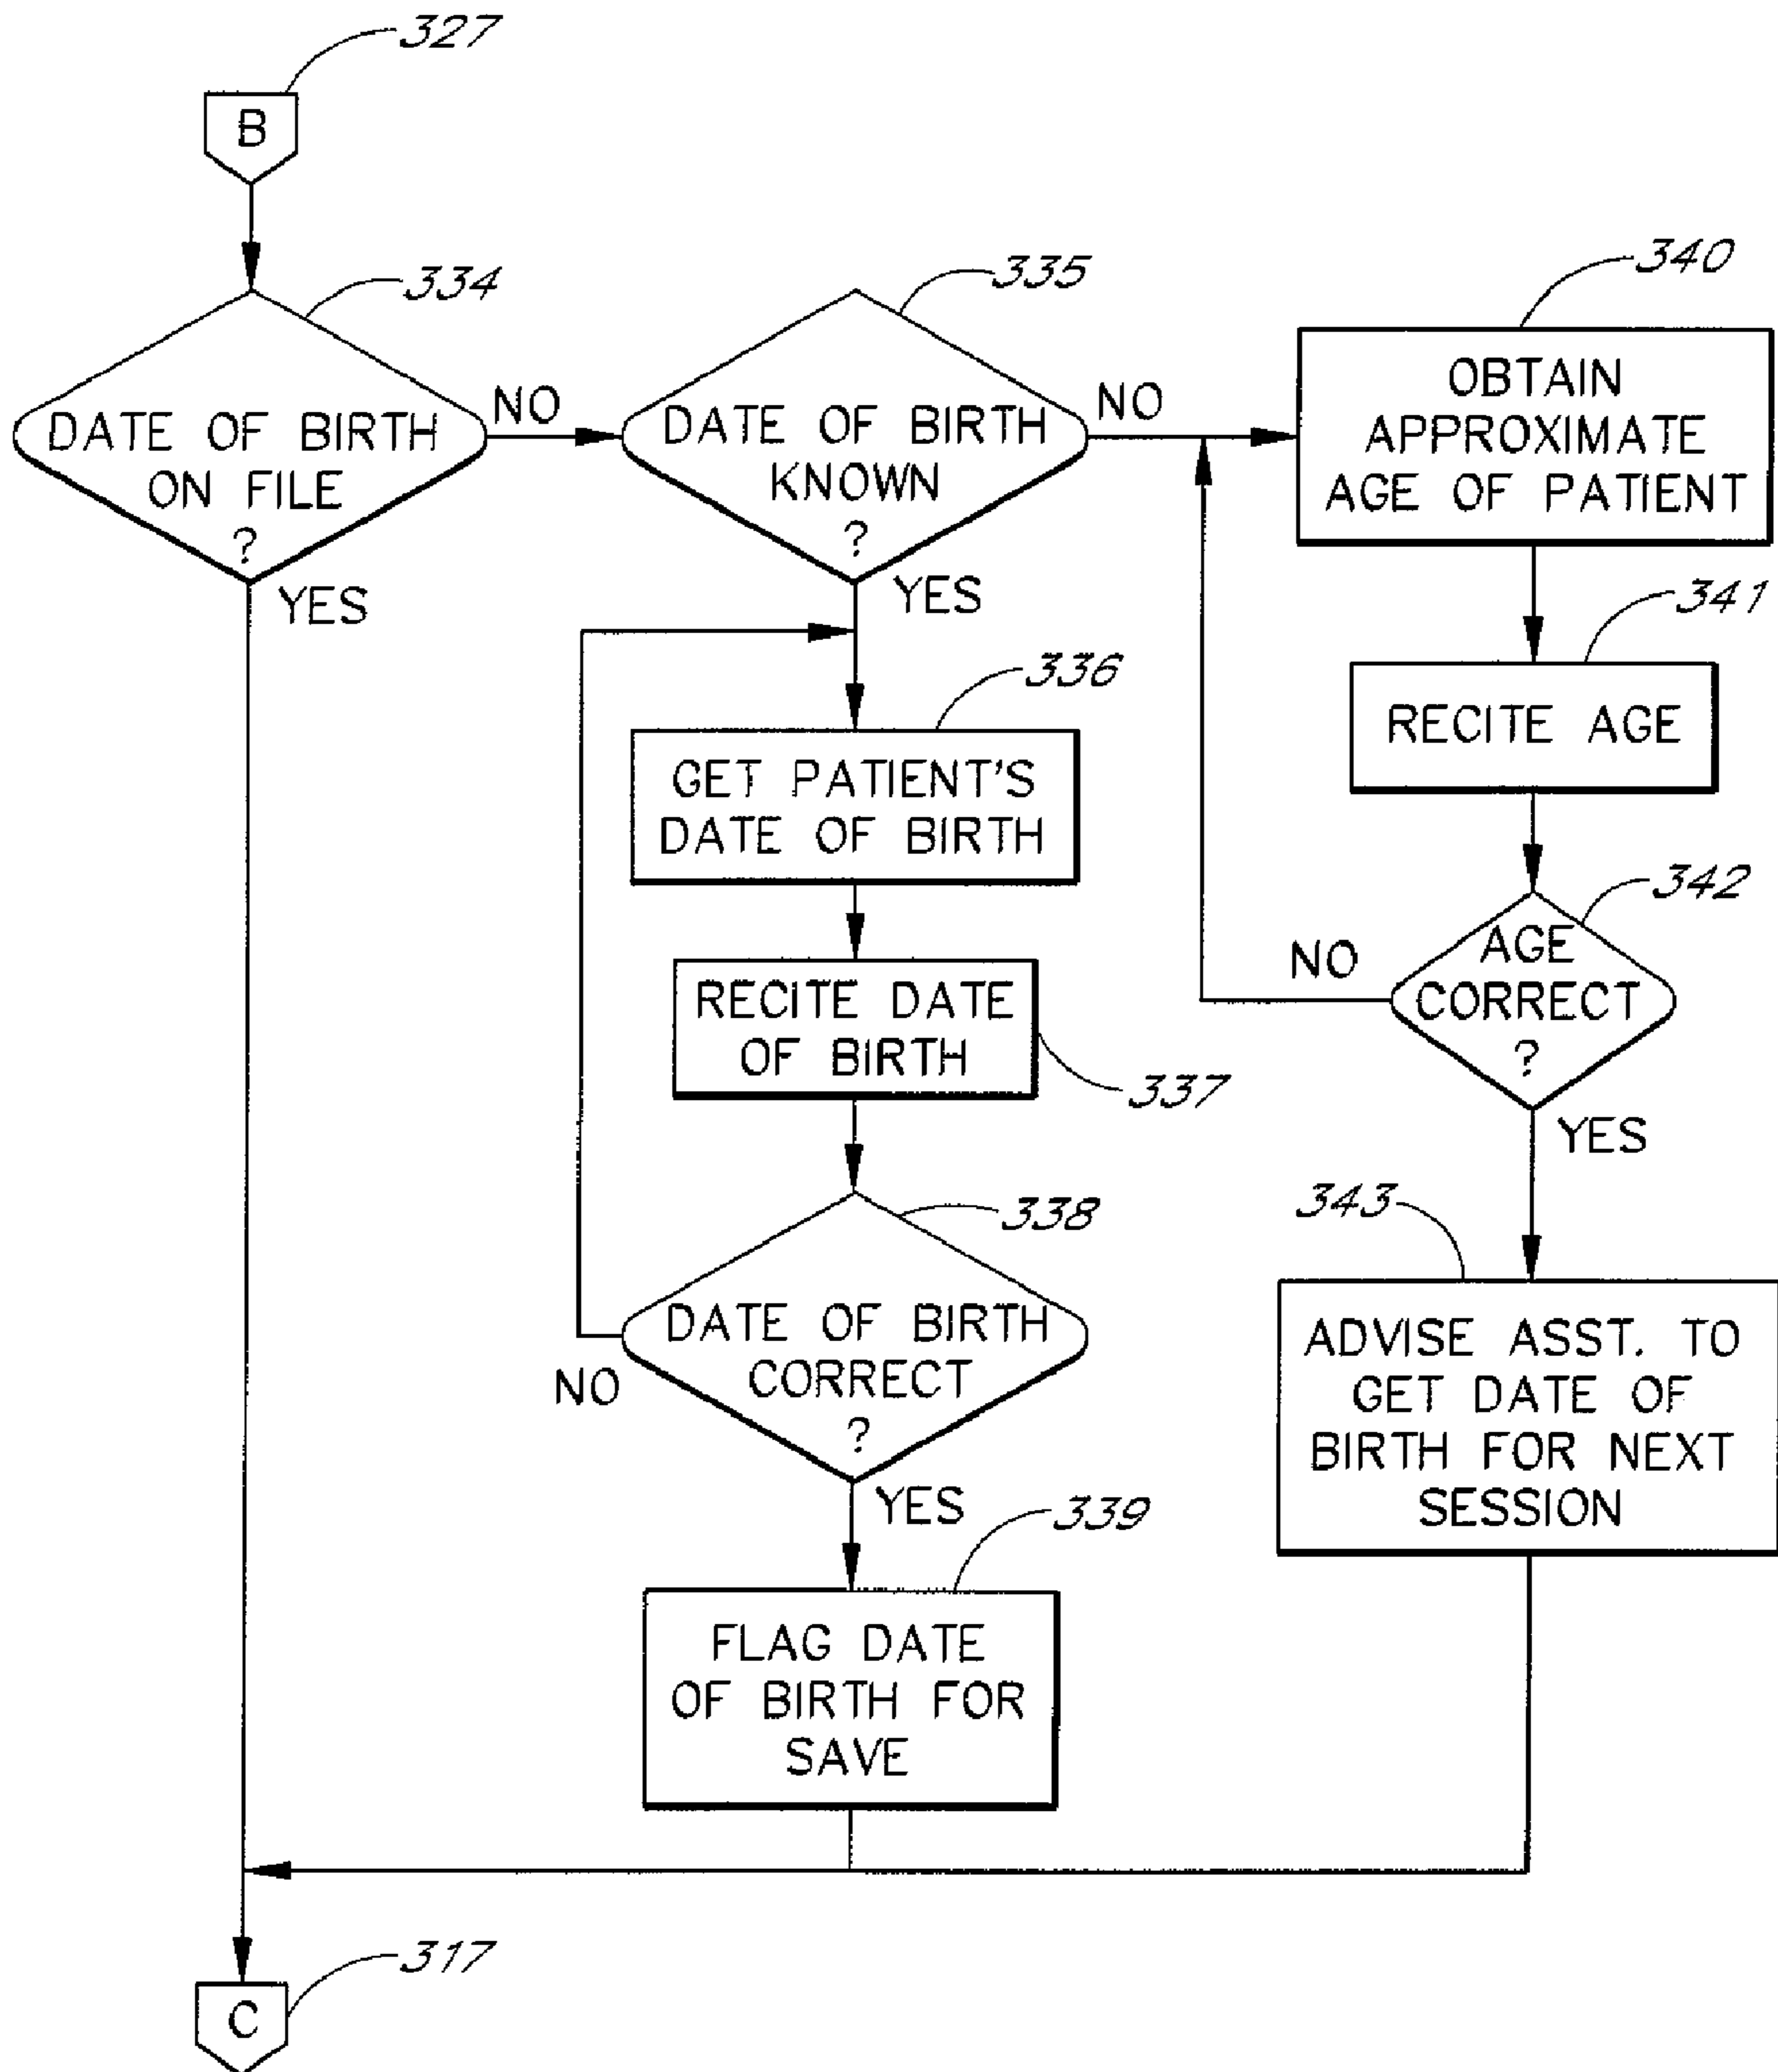 327
B
334
DATE OF BIRTH
ON FILE
?
NO
YES
335
DATE OF BIRTH
KNOWN
?
NO
YES
340
OBTAIN
APPROXIMATE
AGE OF PATIENT
341
RECITE AGE
336
GET PATIENT'S
DATE OF BIRTH
342
AGE
CORRECT
?
NO
YES
RECITE DATE
OF BIRTH
337
338
DATE OF BIRTH
CORRECT
?
NO
YES
343
ADVISE ASST. TO
GET DATE OF
BIRTH FOR NEXT
SESSION
339
FLAG DATE
OF BIRTH FOR
SAVE
317
C